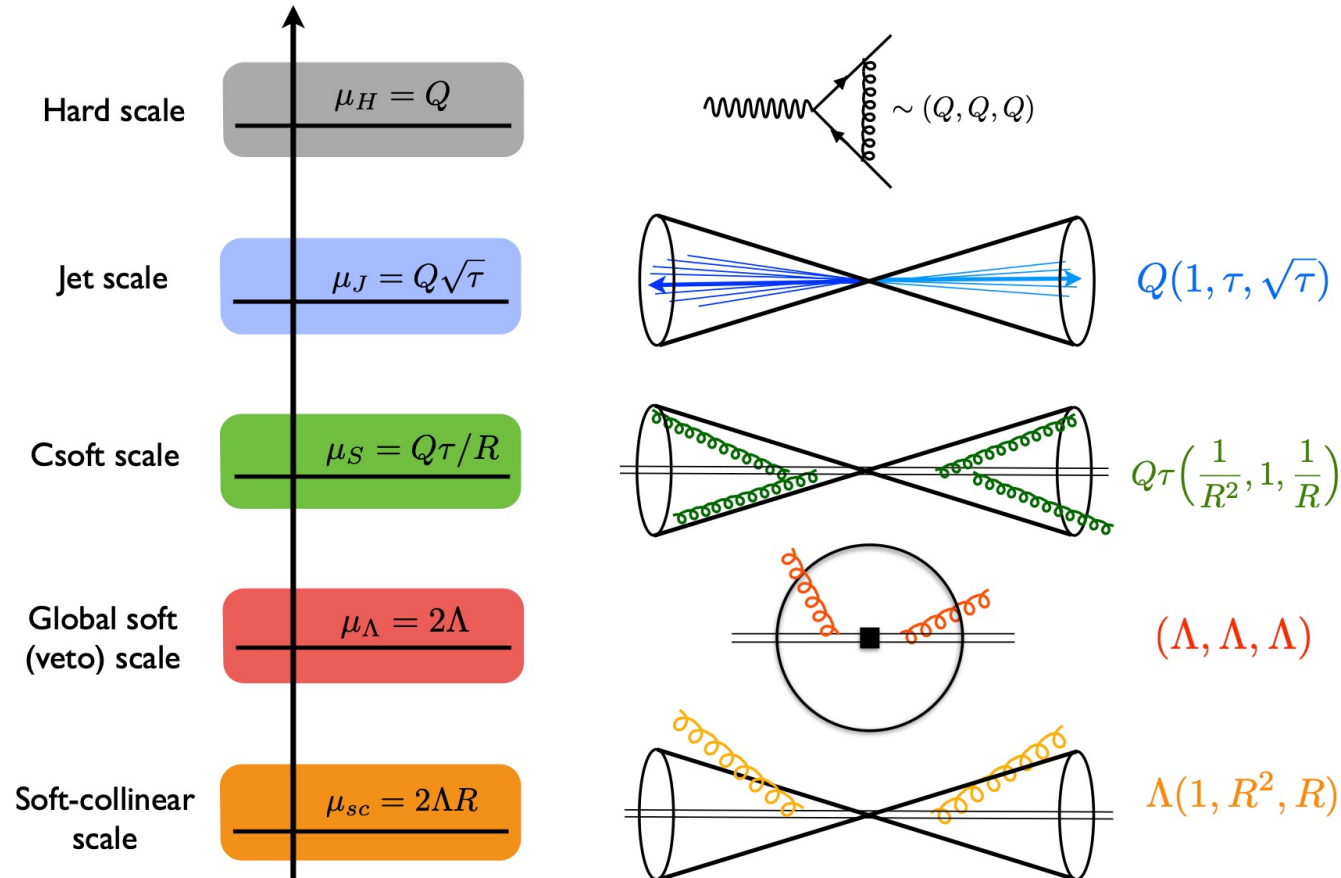 Hard scale
μ_H = Q
∼ (Q, Q, Q)
Jet scale
μ_J = Q√τ
Q(1, τ, √τ)
Csoft scale
μ_S = Qτ/R
Qτ(1/R², 1, 1/R)
Global soft
(veto) scale
μ_Λ = 2Λ
(Λ, Λ, Λ)
Soft-collinear
scale
μ_sc = 2ΛR
Λ(1, R², R)